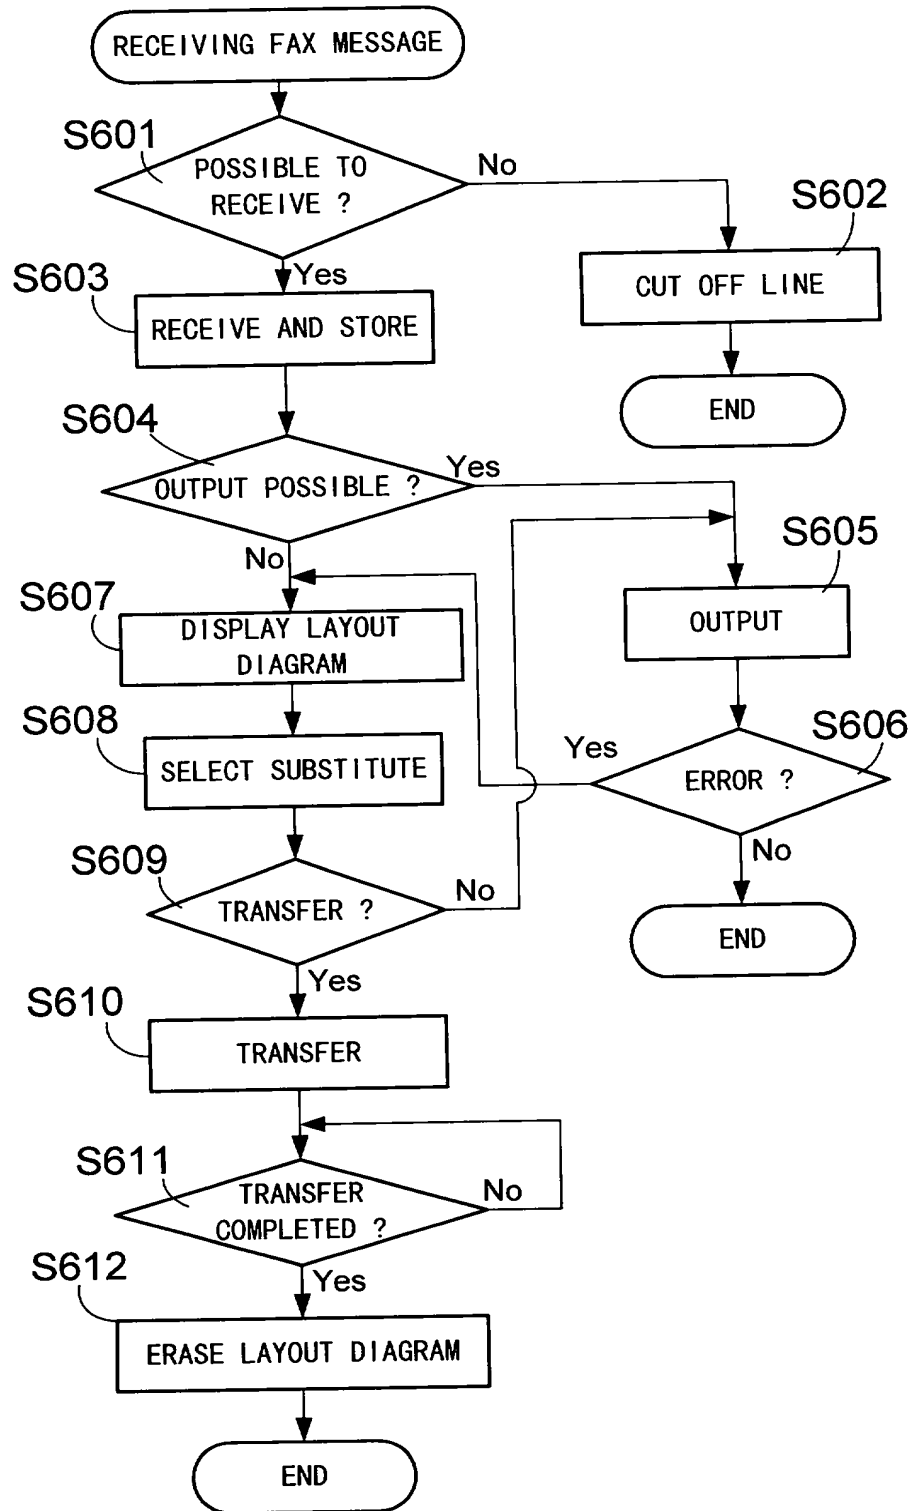 RECEIVING FAX MESSAGE
S601
POSSIBLE TO
RECEIVE ?
No
S602
CUT OFF LINE
END
Yes
S603
RECEIVE AND STORE
S604
OUTPUT POSSIBLE ?
Yes
No
S605
OUTPUT
S607
DISPLAY LAYOUT
DIAGRAM
S606
ERROR ?
Yes
No
END
S608
SELECT SUBSTITUTE
S609
TRANSFER ?
No
Yes
S610
TRANSFER
S611
TRANSFER
COMPLETED ?
No
Yes
S612
ERASE LAYOUT DIAGRAM
END